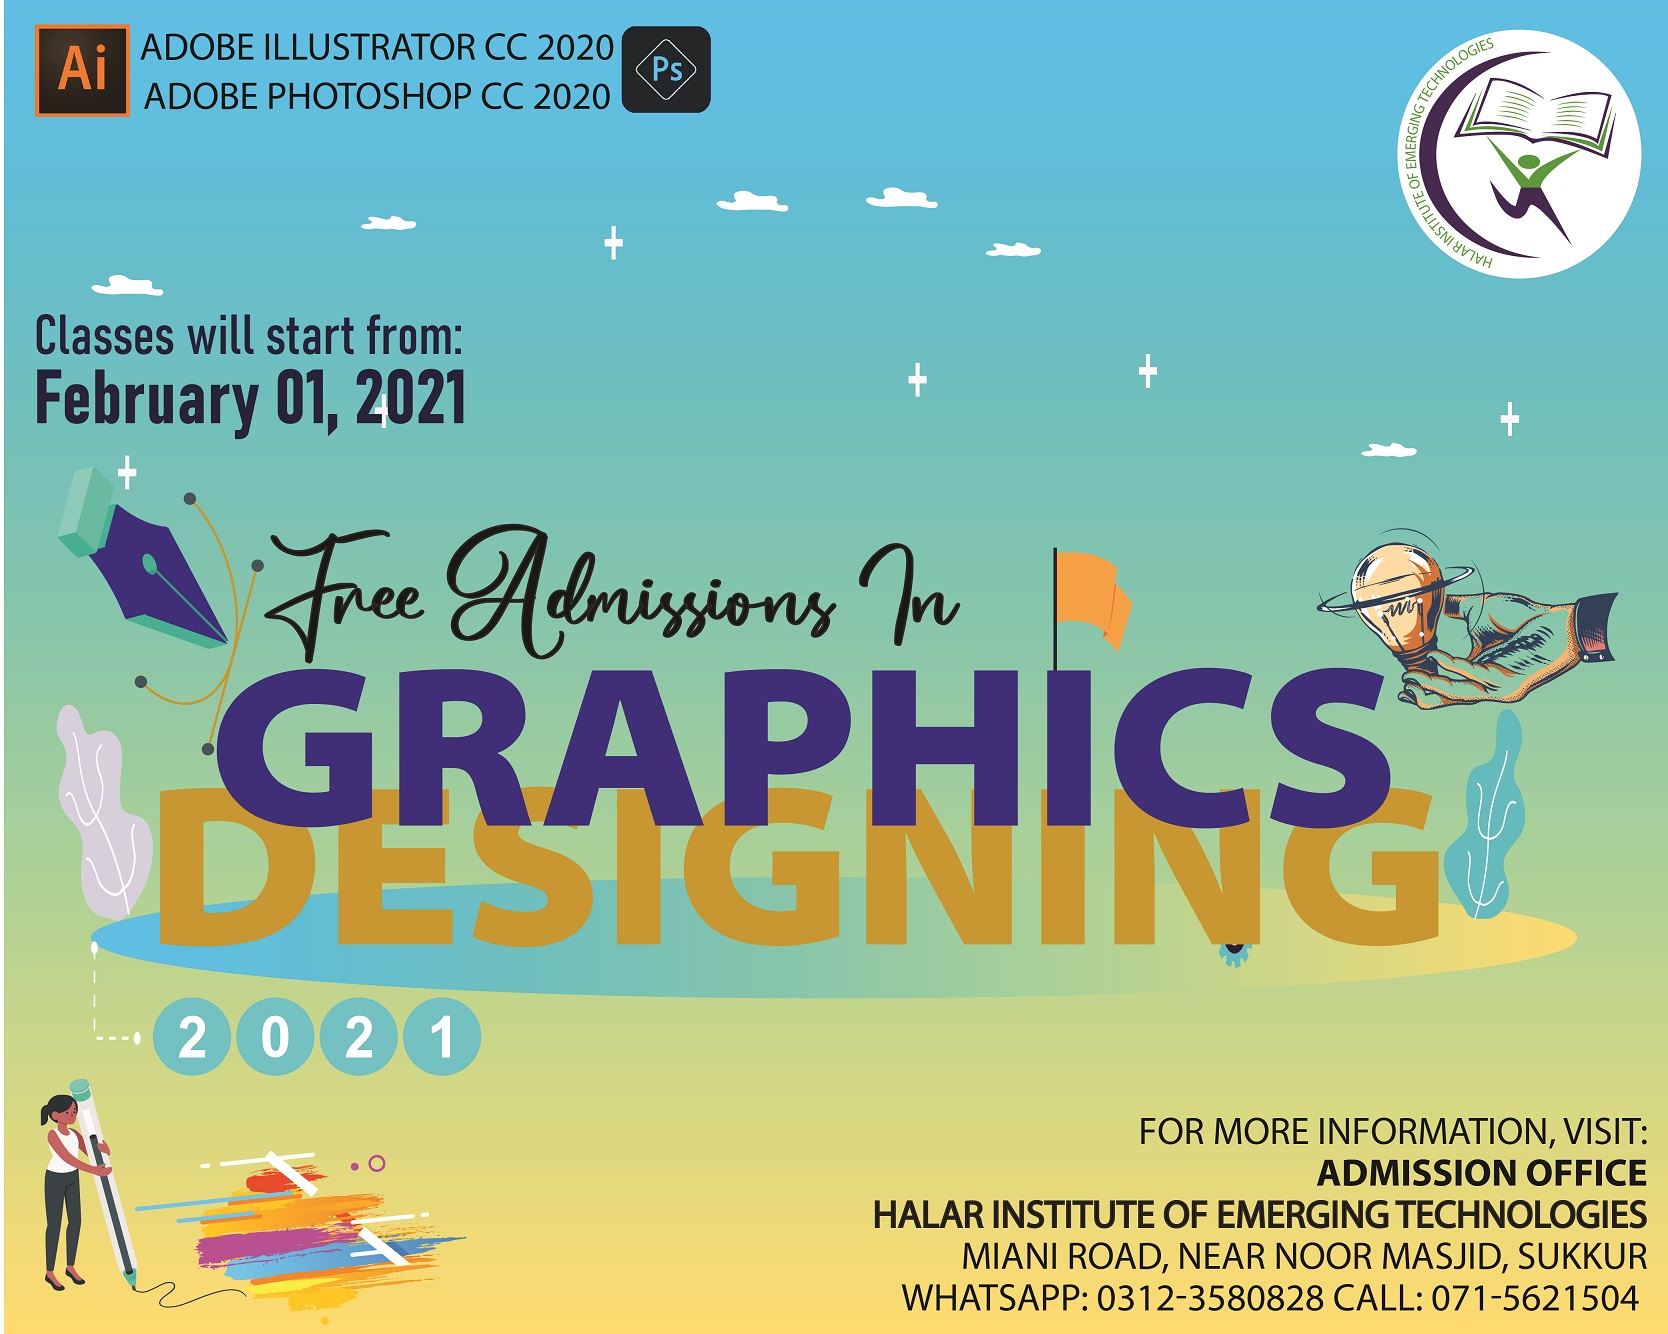 Ai
ADOBE ILLUSTRATOR CC 2020
ADOBE PHOTOSHOP CC 2020
Ps
HALAR INSTITUTE OF EMERGING TECHNOLOGIES
Classes will start from:
February 01, 2021
Free Admissions In
GRAPHICS
DESIGNING
2021
FOR MORE INFORMATION, VISIT:
ADMISSION OFFICE
HALAR INSTITUTE OF EMERGING TECHNOLOGIES
MIANI ROAD, NEAR NOOR MASJID, SUKKUR
WHATSAPP: 0312-3580828 CALL: 071-5621504